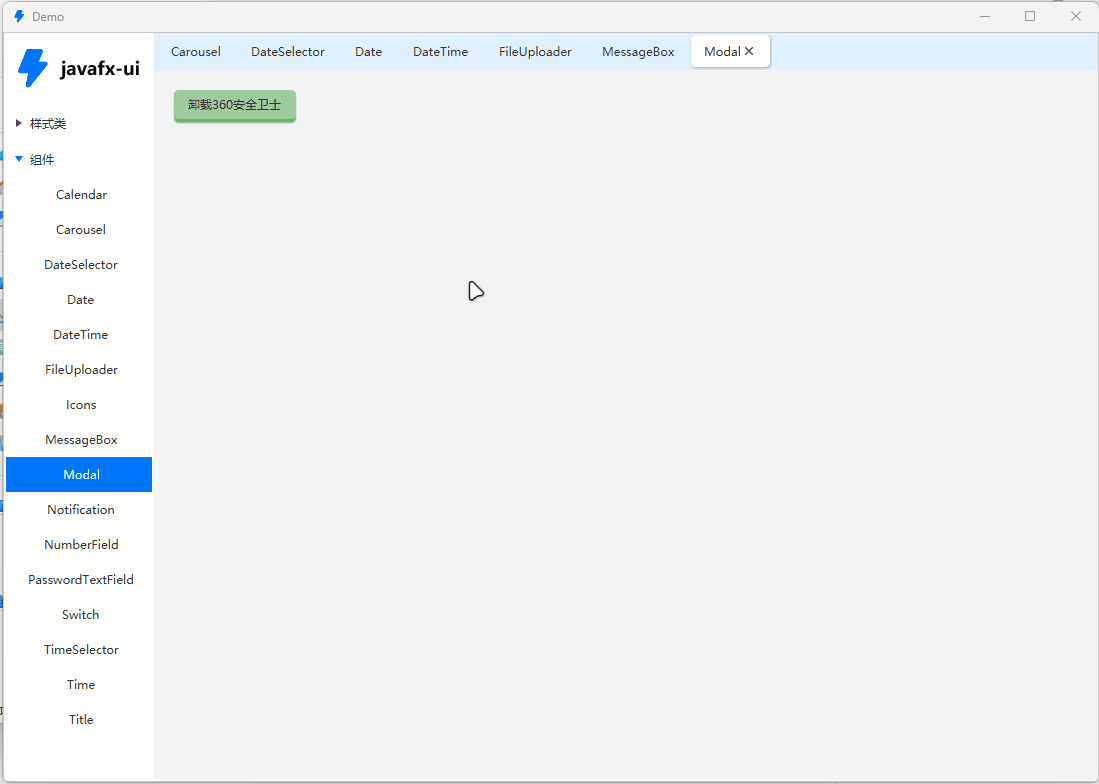 Demo
javafx-ui
Carousel DateSelector Date DateTime FileUploader MessageBox Modal
卸载360安全卫士
样式类
组件
Calendar
Carousel
DateSelector
Date
DateTime
FileUploader
Icons
MessageBox
Modal
Notification
NumberField
PasswordTextField
Switch
TimeSelector
Time
Title